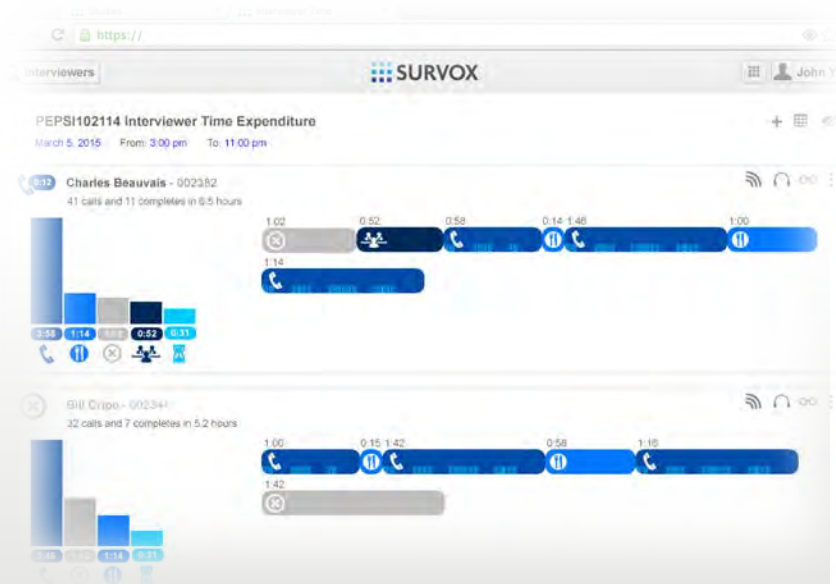 https://
Interviewers
SURVOX
John
PEPSI102114 Interviewer Time Expenditure
March 5, 2015 From: 3:00 pm To: 11:00 pm
0:12
Charles Beauvais - 002382
41 calls and 11 completes in 6.5 hours
1:02 0:52 0:58 0:14 1:46 1:00
1:14
3:58 1:14 0:52 0:31
Bill Cripo -
32 calls and 7 completes in 5.2 hours
1:00 0:15 1:42 0:58 1:16
1:42
1:14 0:31